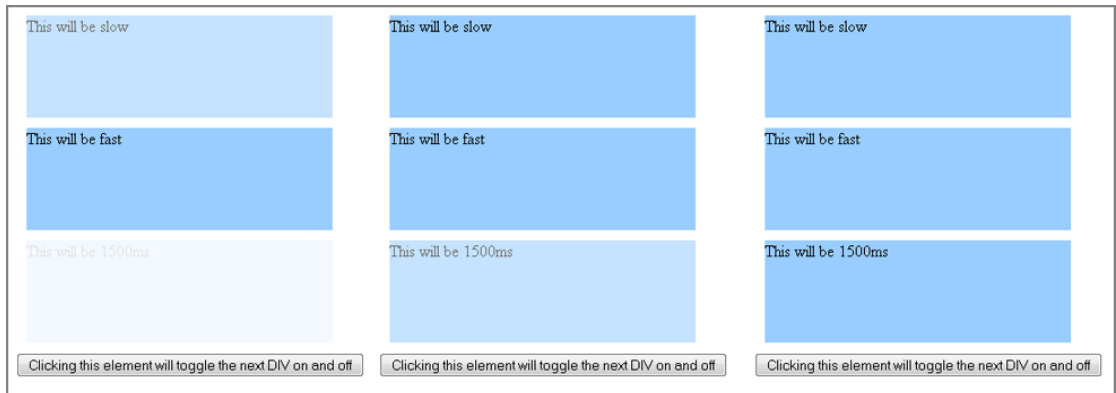 This will be slow
This will be fast
This will be 1500ms
Clicking this element will toggle the next DIV on and off
This will be slow
This will be fast
This will be 1500ms
Clicking this element will toggle the next DIV on and off
This will be slow
This will be fast
This will be 1500ms
Clicking this element will toggle the next DIV on and off